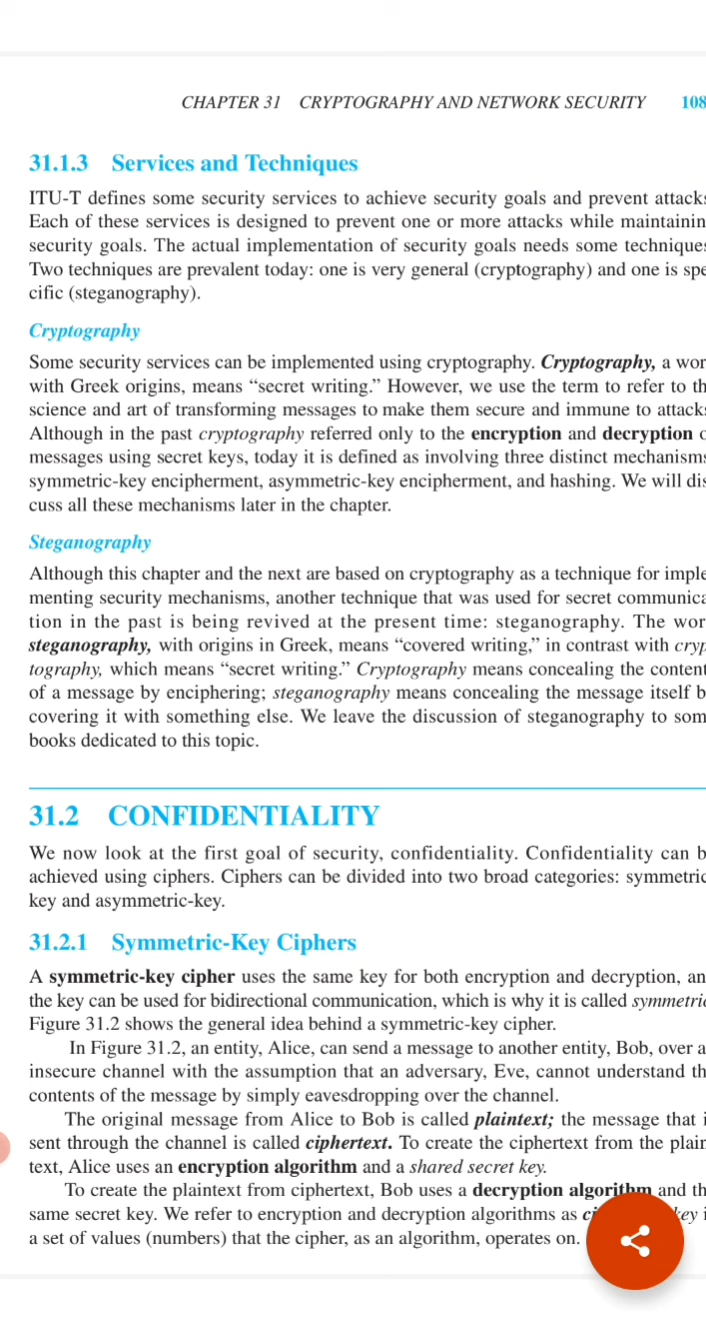 CHAPTER 31 CRYPTOGRAPHY AND NETWORK SECURITY 108
31.1.3 Services and Techniques
ITU-T defines some security services to achieve security goals and prevent attacks
Each of these services is designed to prevent one or more attacks while maintainin
security goals. The actual implementation of security goals needs some techniques
Two techniques are prevalent today: one is very general (cryptography) and one is spe
cific (steganography).
Cryptography
Some security services can be implemented using cryptography. Cryptography, a wor
with Greek origins, means “secret writing.” However, we use the term to refer to th
science and art of transforming messages to make them secure and immune to attacks
Although in the past cryptography referred only to the encryption and decryption o
messages using secret keys, today it is defined as involving three distinct mechanisms
symmetric-key encipherment, asymmetric-key encipherment, and hashing. We will dis
cuss all these mechanisms later in the chapter.
Steganography
Although this chapter and the next are based on cryptography as a technique for imple
menting security mechanisms, another technique that was used for secret communica
tion in the past is being revived at the present time: steganography. The wor
steganography, with origins in Greek, means “covered writing,” in contrast with cryp
tography, which means “secret writing.” Cryptography means concealing the content
of a message by enciphering; steganography means concealing the message itself b
covering it with something else. We leave the discussion of steganography to som
books dedicated to this topic.
31.2 CONFIDENTIALITY
We now look at the first goal of security, confidentiality. Confidentiality can b
achieved using ciphers. Ciphers can be divided into two broad categories: symmetric
key and asymmetric-key.
31.2.1 Symmetric-Key Ciphers
A symmetric-key cipher uses the same key for both encryption and decryption, an
the key can be used for bidirectional communication, which is why it is called symmetric
Figure 31.2 shows the general idea behind a symmetric-key cipher.
In Figure 31.2, an entity, Alice, can send a message to another entity, Bob, over a
insecure channel with the assumption that an adversary, Eve, cannot understand th
contents of the message by simply eavesdropping over the channel.
The original message from Alice to Bob is called plaintext; the message that i
sent through the channel is called ciphertext. To create the ciphertext from the plain
text, Alice uses an encryption algorithm and a shared secret key.
To create the plaintext from ciphertext, Bob uses a decryption algorithm and th
same secret key. We refer to encryption and decryption algorithms as ci key i
a set of values (numbers) that the cipher, as an algorithm, operates on.